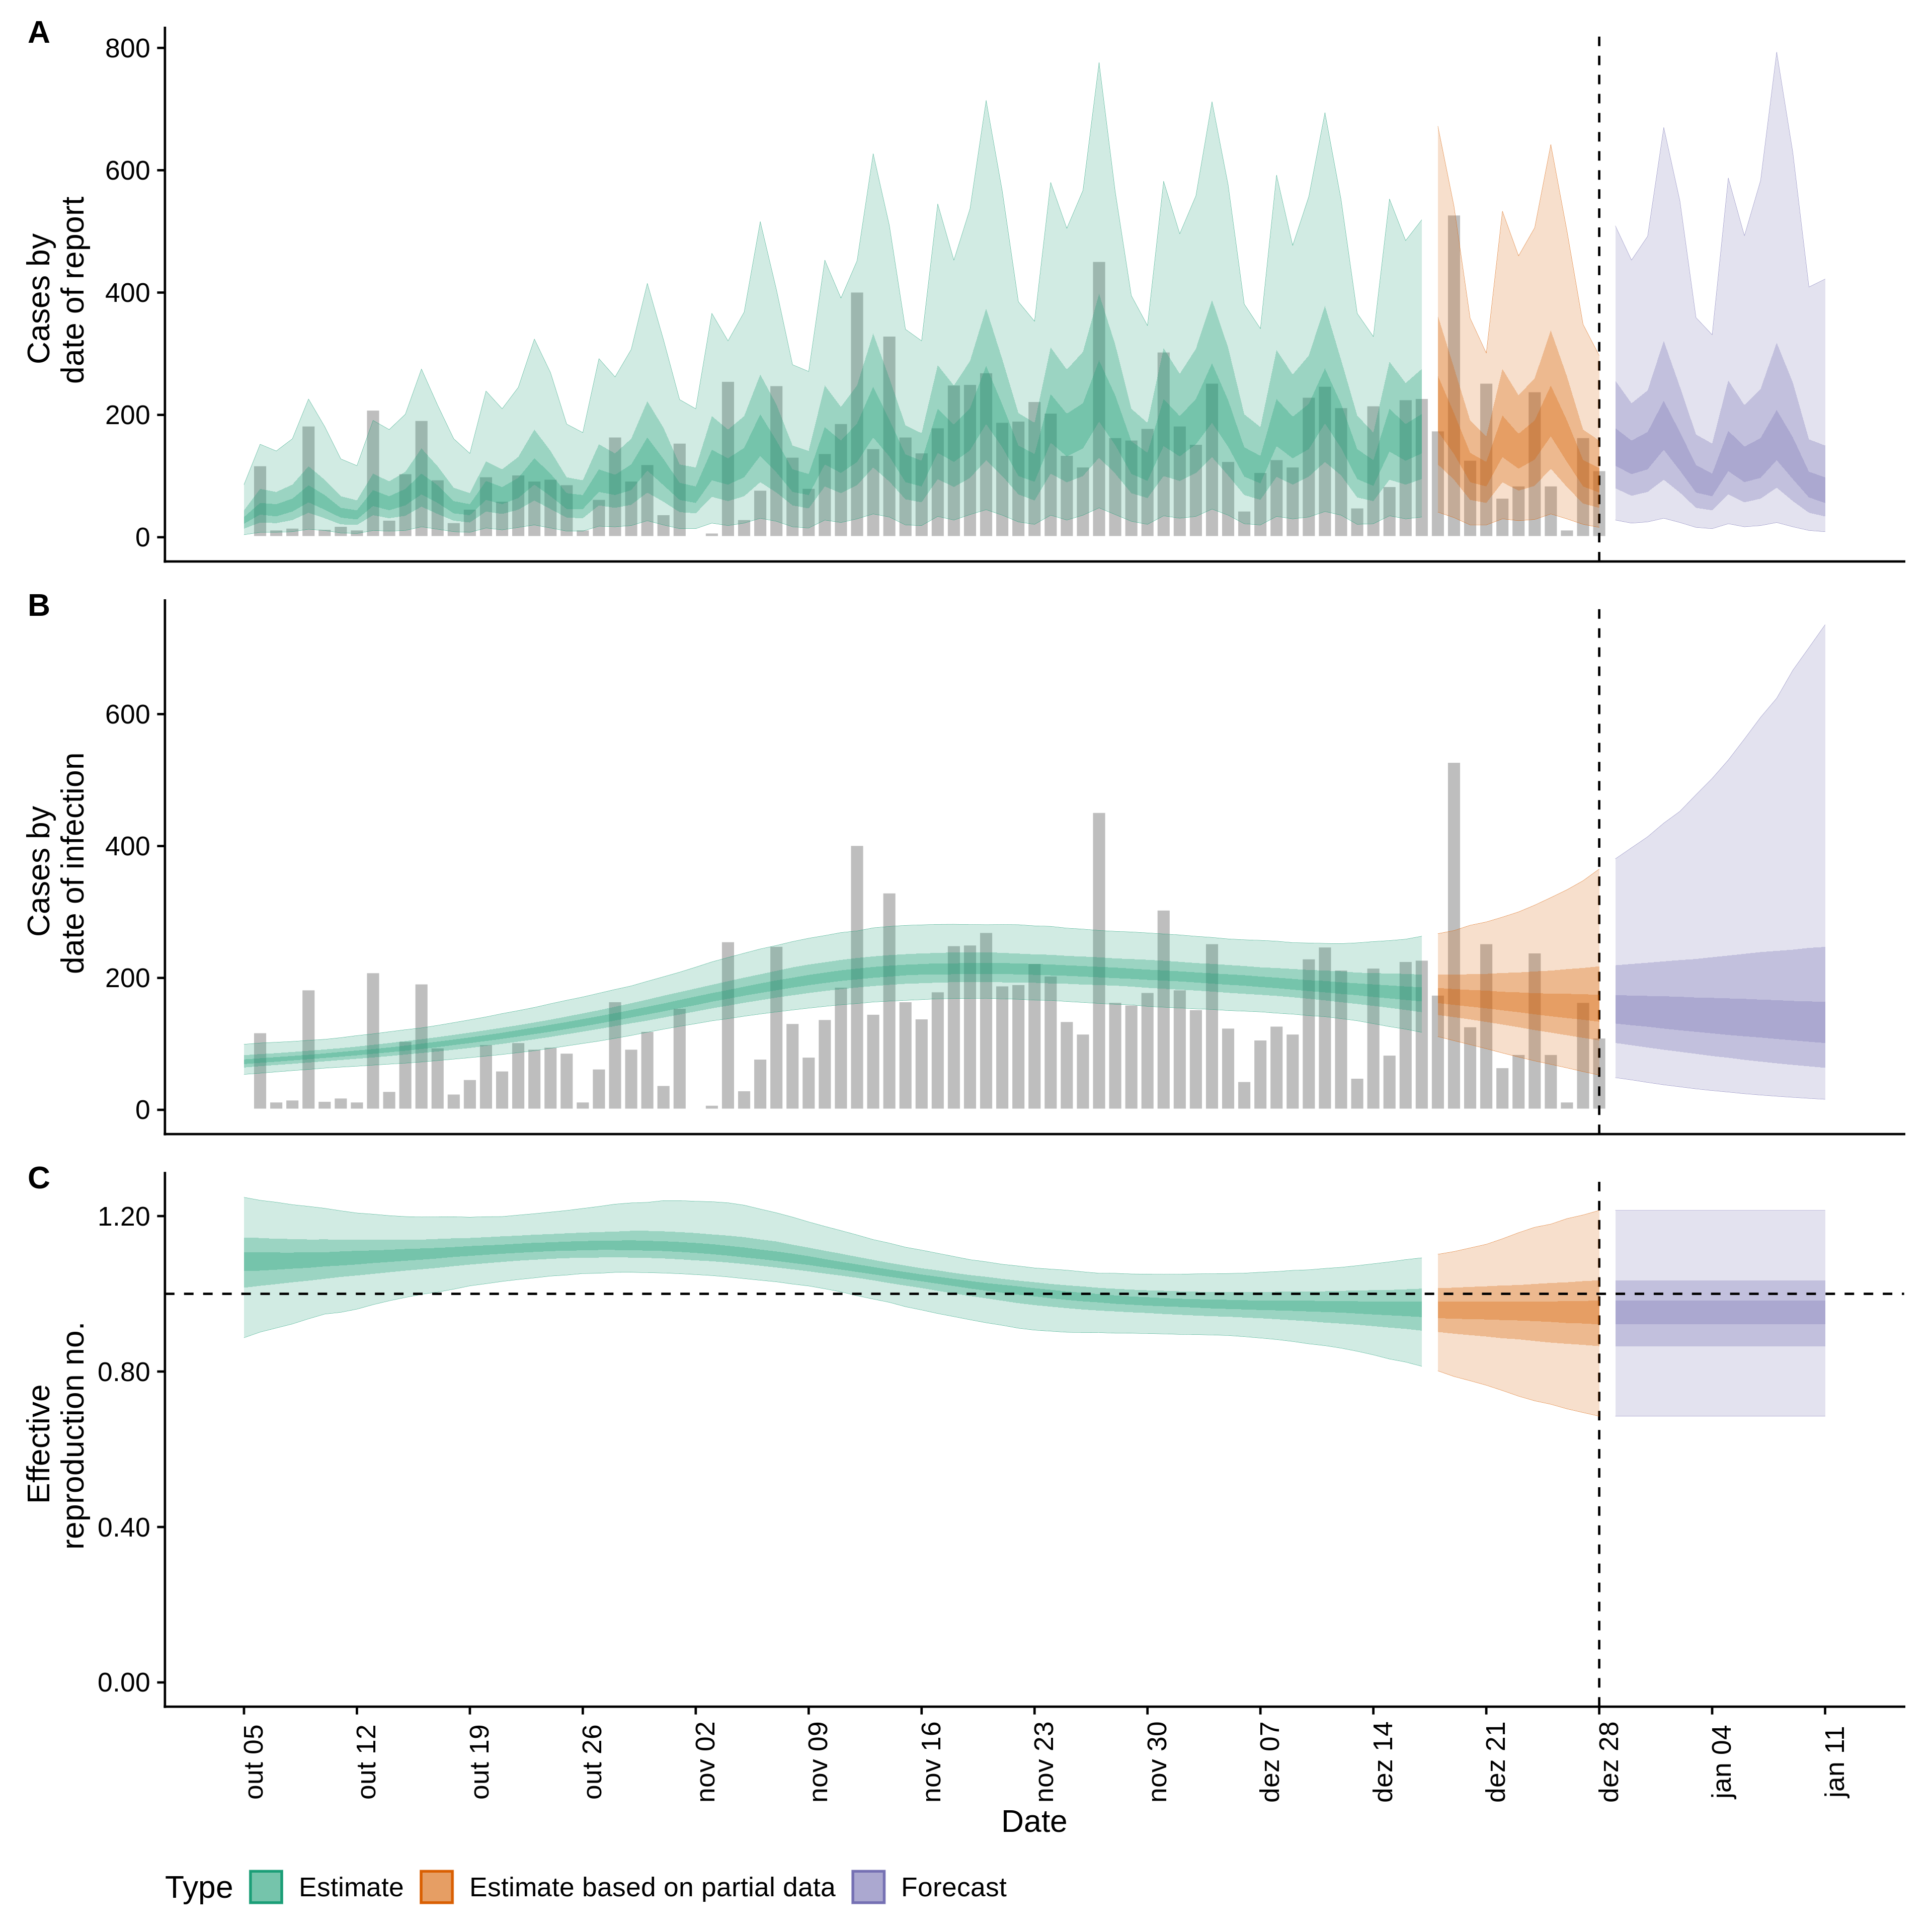 A
800
600
400
200
0
Cases by
date of report
B
600
400
200
0
Cases by
date of infection
C
1.20
0.80
0.40
0.00
Effective
reproduction no.
out 05
out 12
out 19
out 26
nov 02
nov 09
nov 16
nov 23
nov 30
dez 07
dez 14
dez 21
dez 28
jan 04
jan 11
Date
Type Estimate Estimate based on partial data Forecast